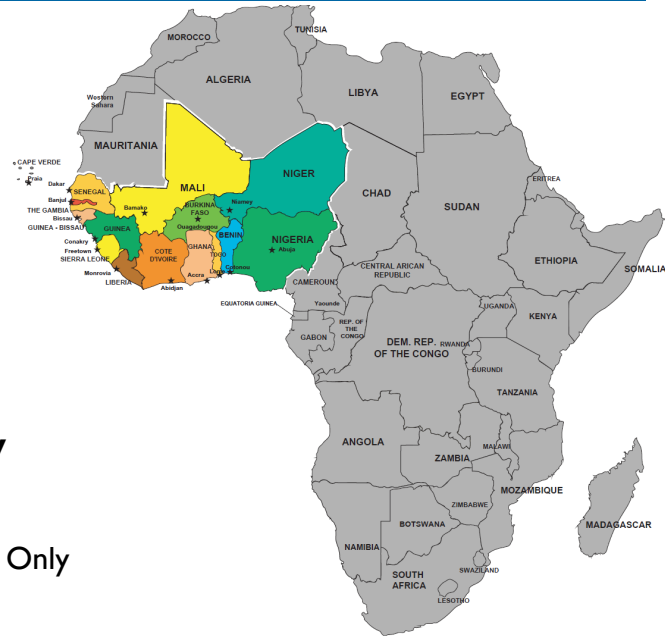 MOROCCO
TUNISIA
ALGERIA
LIBYA
EGYPT
Western
Sahara
MAURITANIA
CAPE VERDE
Praia
Dakar
SENEGAL
MALI
NIGER
CHAD
SUDAN
ERITREA
Banjul
THE GAMBIA
Bamako
BURKINA
FASO
Niamey
Bissau
GUINEA - BISSAU
GUINEA
Ouagadougou
BENIN
NIGERIA
Abuja
Conakry
Freetown
SIERRA LEONE
COTE
D'IVOIRE
GHANA
TOGO
ETHIOPIA
SOMALIA
Monrovia
LIBERIA
Abidjan
Accra
Cotonou
CENTRAL ARICAN
REPUBLIC
CAMEROUN
EQUATORIA GUINEA
Yaounde
UGANDA
KENYA
GABON
REP. OF
THE
CONGO
DEM. REP.
OF THE CONGO
RWANDA
BURUNDI
TANZANIA
ANGOLA
ZAMBIA
MALAWI
MOZAMBIQUE
ZIMBABWE
MADAGASCAR
NAMIBIA
BOTSWANA
Only
SOUTH
AFRICA
SWAZILAND
LESOTHO